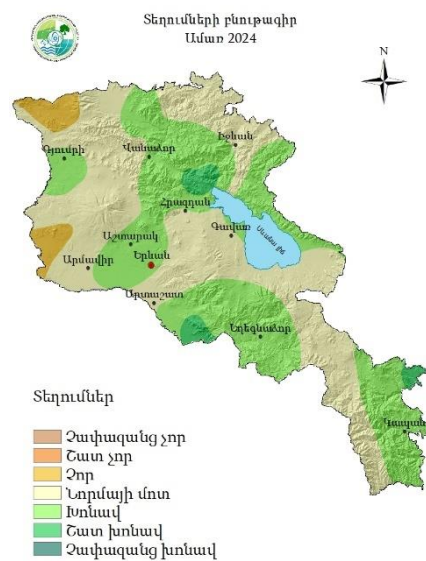 Տեղումների բնութագիր
Ամառ 2024
N
Իջևան
Գյումրի
Վանաձոր
Հրազդան
Գավառ
Սևանա լիճ
Աշտարակ
Երևան
Արմավիր
Արտաշատ
Եղեգնաձոր
Կապան
Տեղումներ
Չափազանց չոր
Շատ չոր
Չոր
Նորմայի մոտ
Խոնավ
Շատ խոնավ
Չափազանց խոնավ